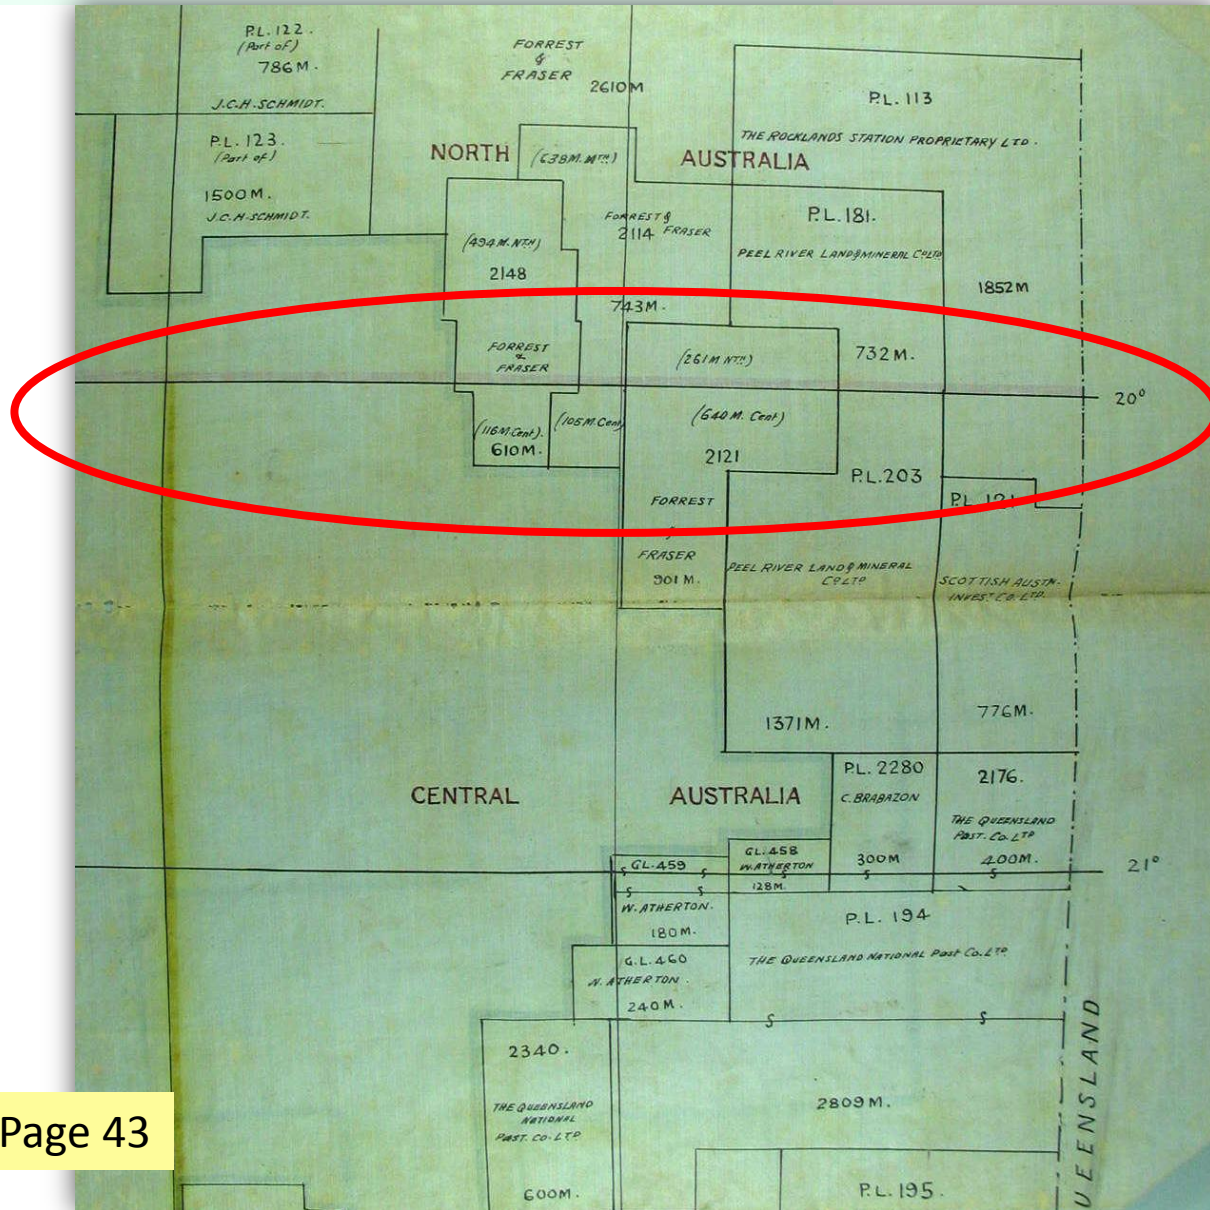 P.L. 122.
(Part of)
786M.
J.C.H. SCHMIDT.
FORREST
&
FRASER
2610M
P.L. 113
THE ROCKLANDS STATION PROPRIETARY LTD.
P.L. 123.
(Part of)
1500M.
J.C.H. SCHMIDT.
NORTH
(638M. NTH)
AUSTRALIA
(494M. NTH)
2148
FORREST &
2114 FRASER
P.L. 181.
PEEL RIVER LAND & MINERAL CO LTD
1852M
743M.
FORREST
&
FRASER
(261M NTH)
732M.
20°
(116M. Cent).
610M.
(105M. Cent)
(640M. Cent)
2121
P.L. 203
P.L. 121
FORREST
&
FRASER
901M.
PEEL RIVER LAND & MINERAL
CO LTD
SCOTTISH AUSTN.
INVEST. CO. LTD.
1371M.
776M.
CENTRAL
AUSTRALIA
P.L. 2280
C. BRABAZON
300M
2176.
THE QUEENSLAND
PAST. CO. LTD
400M.
GL. 459
W. ATHERTON.
180M.
GL. 458
W. ATHERTON
128M.
21°
P.L. 194
THE QUEENSLAND NATIONAL Past Co. LTD
G.L. 460
W. ATHERTON.
240M.
2340.
THE QUEENSLAND
NATIONAL
PAST. CO. LTD
600M.
2809M.
P.L. 195.
UEENSLAND
Page 43